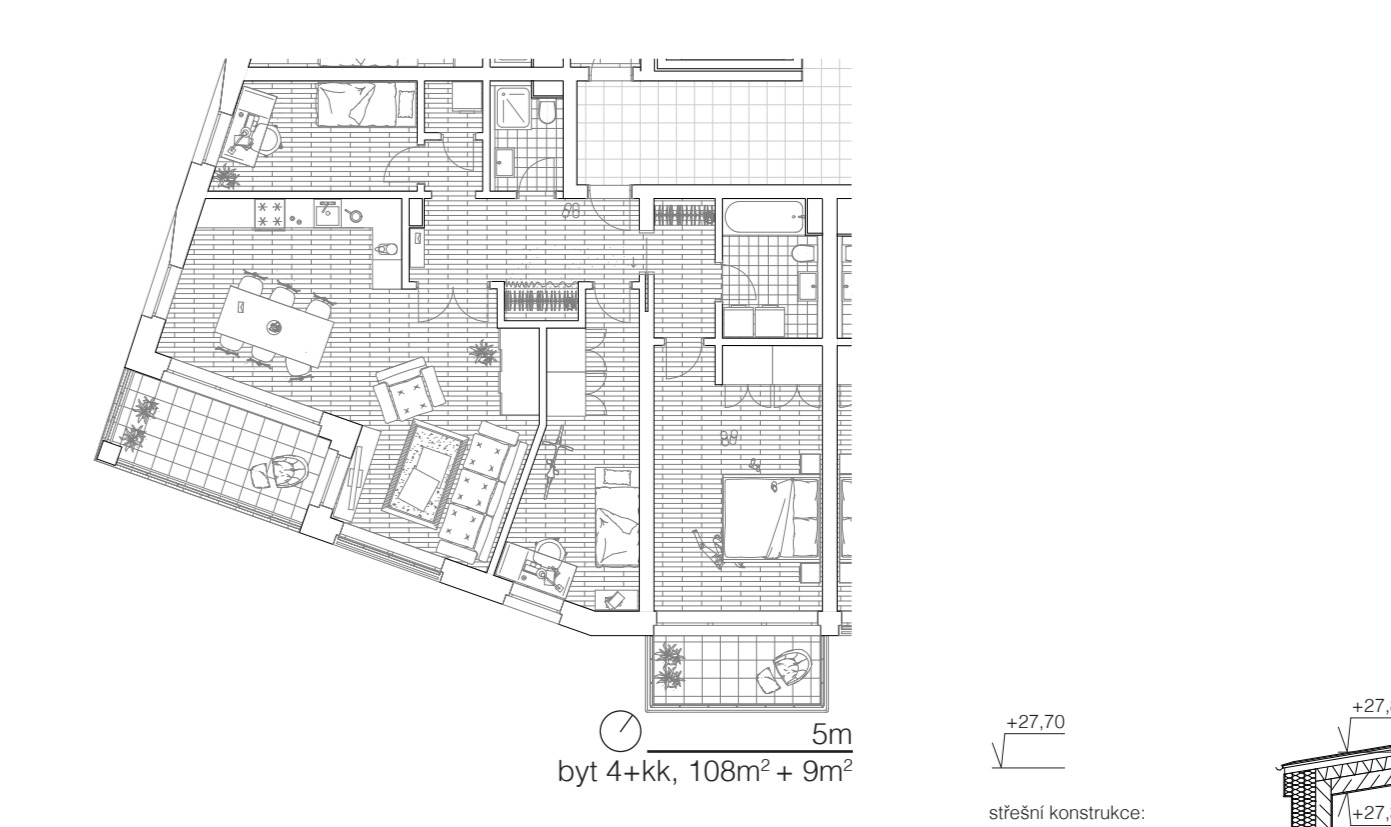 5m
byt 4+kk, 108m² + 9m²
+27,70
střešní konstrukce: